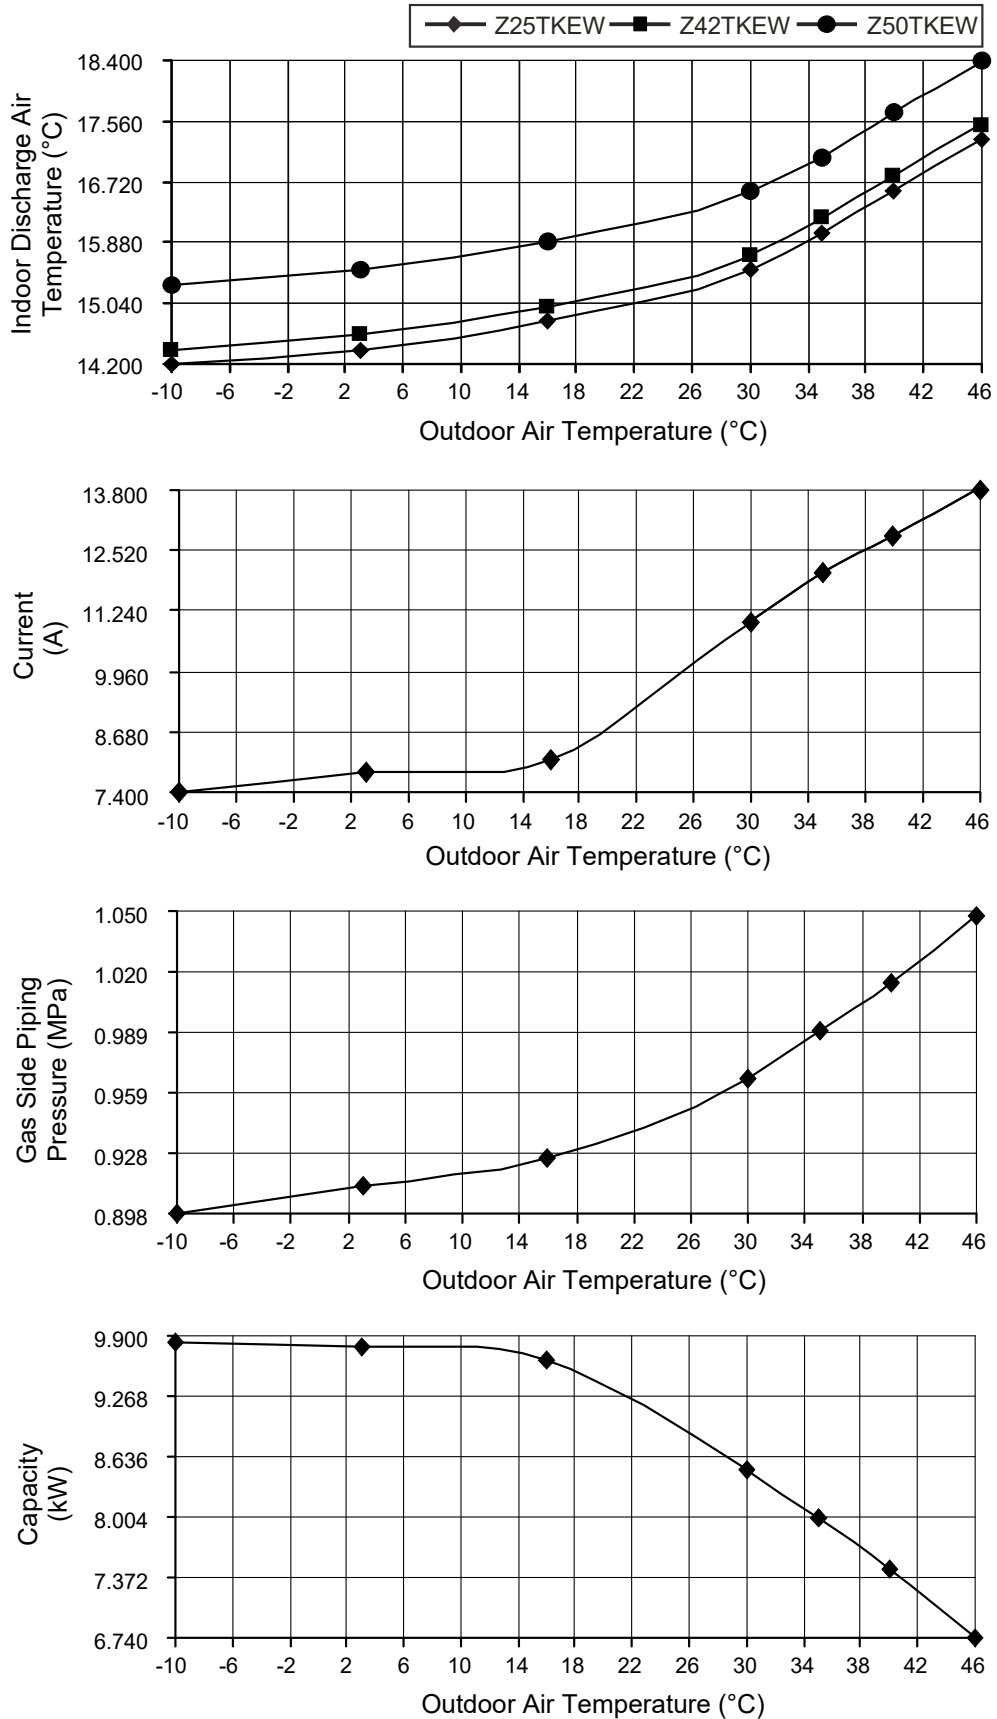 Z25TKEW Z42TKEW Z50TKEW
Indoor Discharge Air
Temperature (°C)
18.400
17.560
16.720
15.880
15.040
14.200
-10 -6 -2 2 6 10 14 18 22 26 30 34 38 42 46
Outdoor Air Temperature (°C)
Current
(A)
13.800
12.520
11.240
9.960
8.680
7.400
-10 -6 -2 2 6 10 14 18 22 26 30 34 38 42 46
Outdoor Air Temperature (°C)
Gas Side Piping
Pressure (MPa)
1.050
1.020
0.989
0.959
0.928
0.898
-10 -6 -2 2 6 10 14 18 22 26 30 34 38 42 46
Outdoor Air Temperature (°C)
Capacity
(kW)
9.900
9.268
8.636
8.004
7.372
6.740
-10 -6 -2 2 6 10 14 18 22 26 30 34 38 42 46
Outdoor Air Temperature (°C)